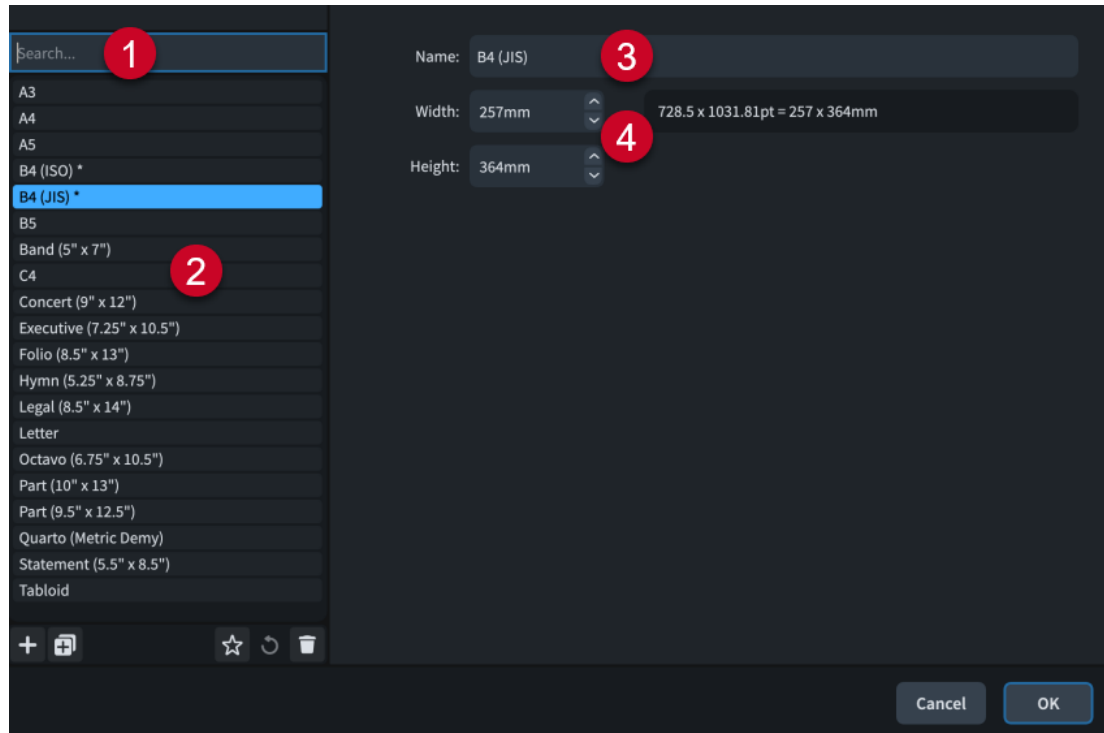 Search...
1
A3
A4
A5
B4 (ISO) *
B4 (JIS) *
B5
Band (5" x 7")
2
C4
Concert (9" x 12")
Executive (7.25" x 10.5")
Folio (8.5" x 13")
Hymn (5.25" x 8.75")
Legal (8.5" x 14")
Letter
Octavo (6.75" x 10.5")
Part (10" x 13")
Part (9.5" x 12.5")
Quarto (Metric Demy)
Statement (5.5" x 8.5")
Tabloid
Name: B4 (JIS)
3
Width: 257mm
728.5 x 1031.81pt = 257 x 364mm
4
Height: 364mm
Cancel
OK